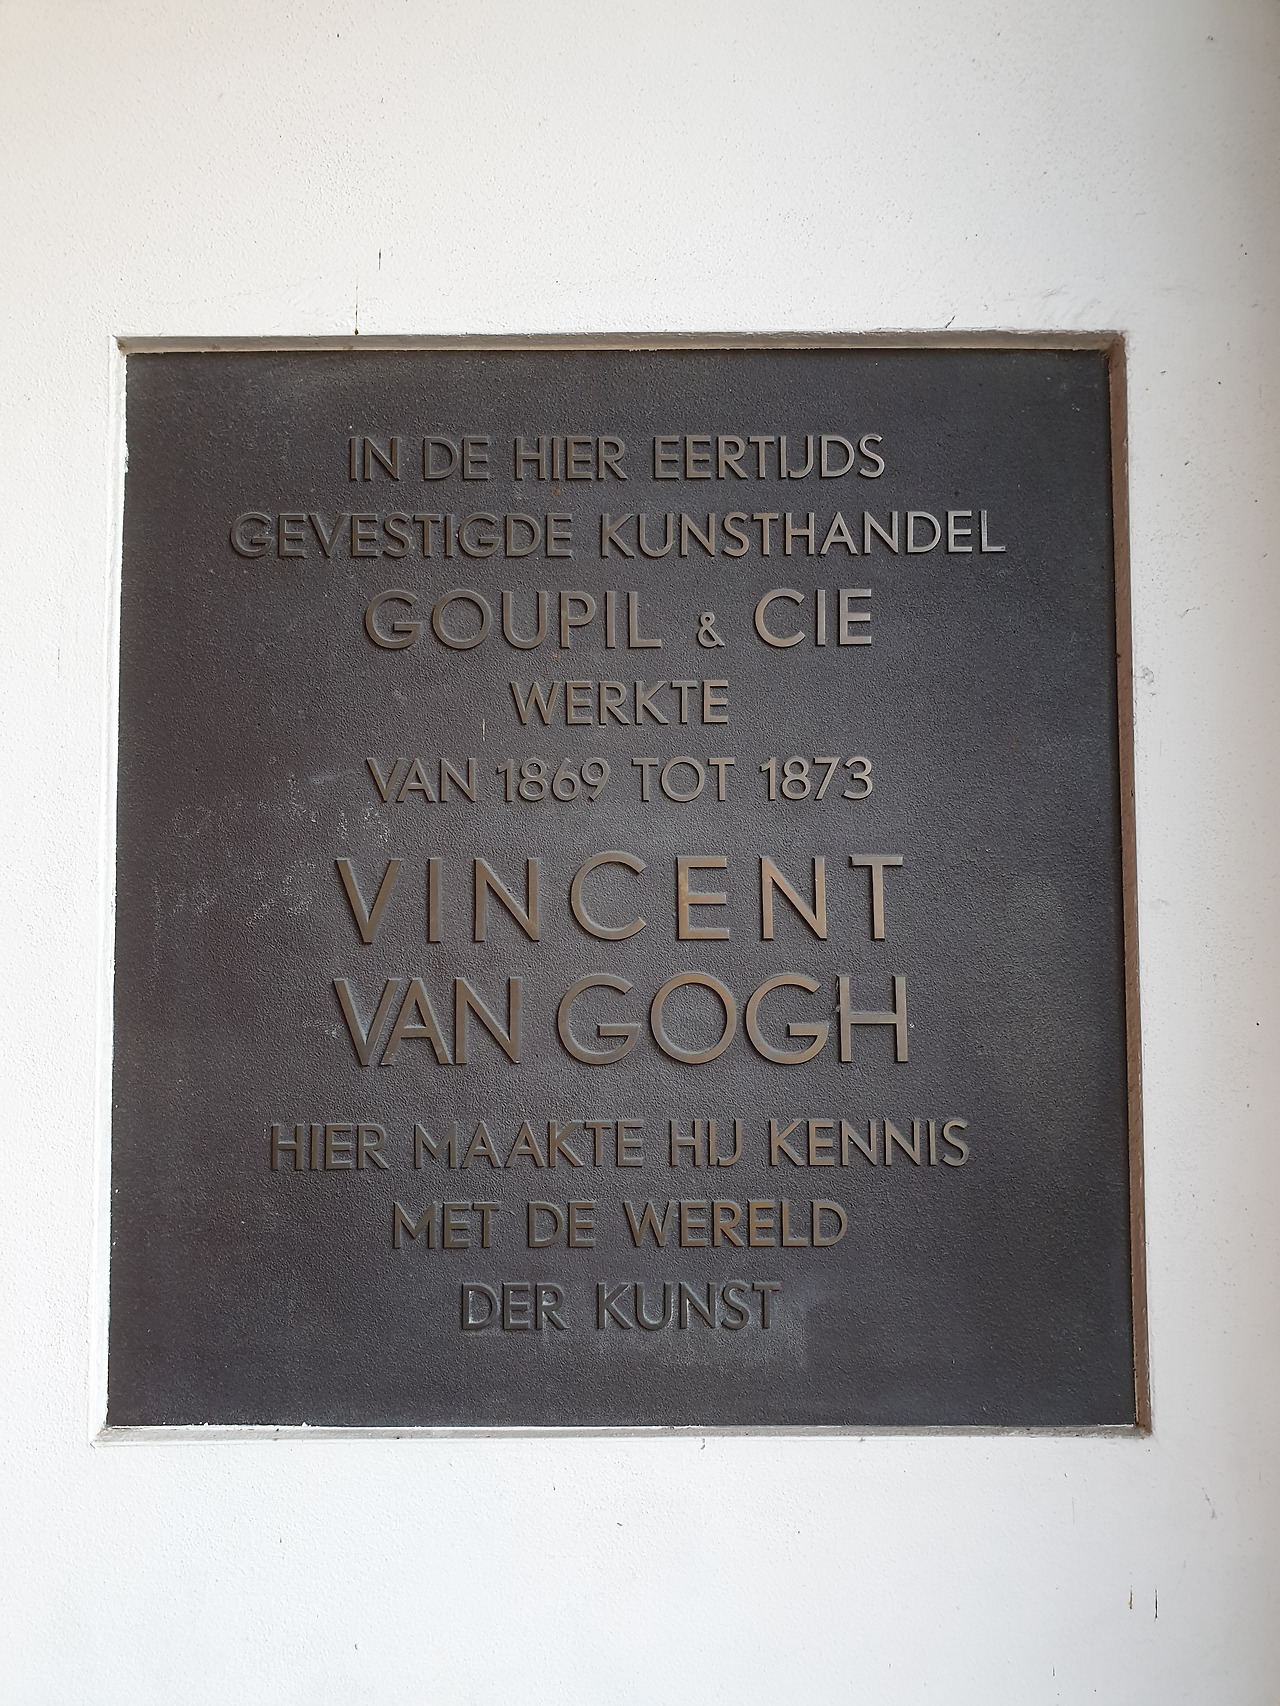 IN DE HIER EERTIJDS
GEVESTIGDE KUNSTHANDEL
GOUPIL & CIE
WERKTE
VAN 1869 TOT 1873
VINCENT
VAN GOGH
HIER MAAKTE HIJ KENNIS
MET DE WERELD
DER KUNST